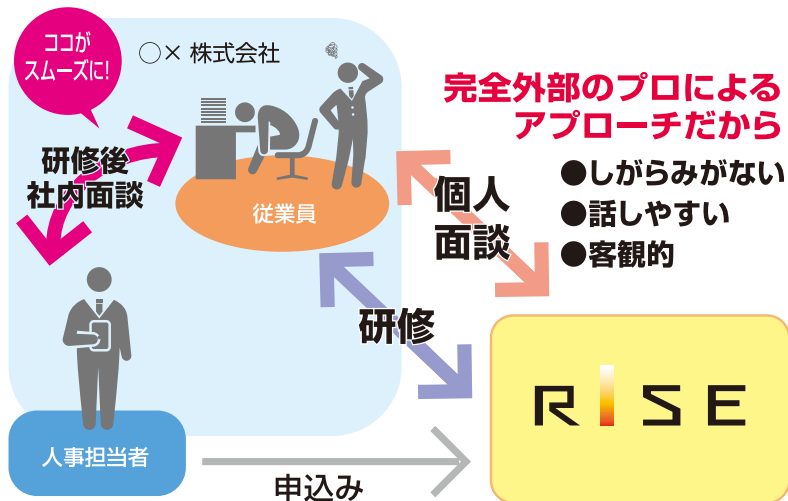 ココが
スムーズに!
○× 株式会社
完全外部のプロによる
アプローチだから
●しがらみがない
●話しやすい
●客観的
研修後
社内面談
従業員
個人
面談
研修
RISE
人事担当者
申込み